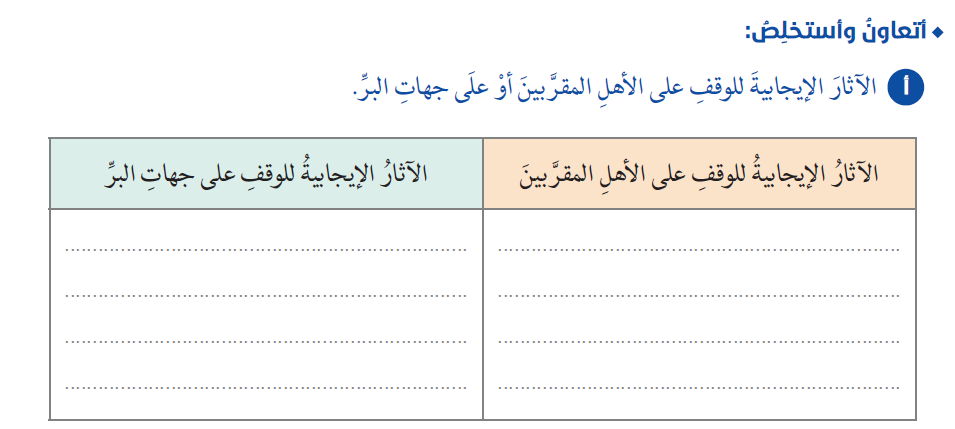 ◆ أتعاونُ وأستخلِصُ:
أ الآثارَ الإيجابيةَ للوقفِ على الأهلِ المقرَّبينَ أوْ علَى جهاتِ البرِّ.
الآثارُ الإيجابيةُ للوقفِ على الأهلِ المقرَّبينَ
الآثارُ الإيجابيةُ للوقفِ على جهاتِ البرِّ